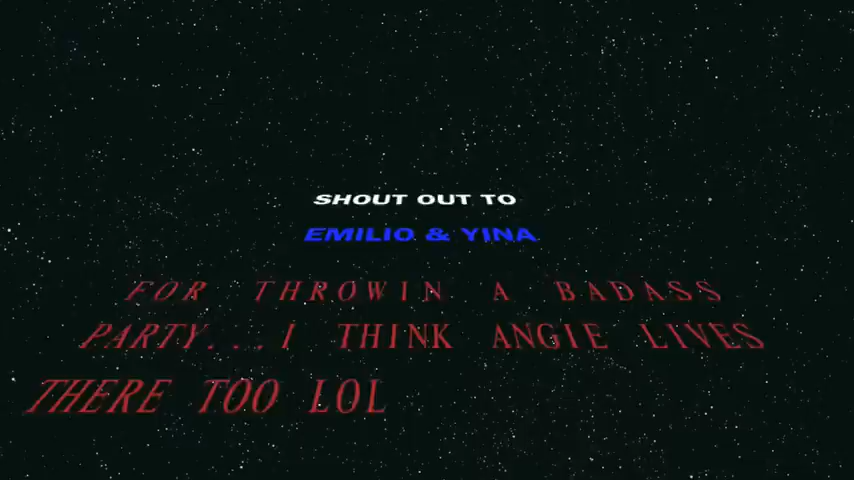 SHOUT OUT TO
EMILIO & YINA
FOR THROWIN A BADASS
PARTY...I THINK ANGIE LIVES
THERE TOO LOL